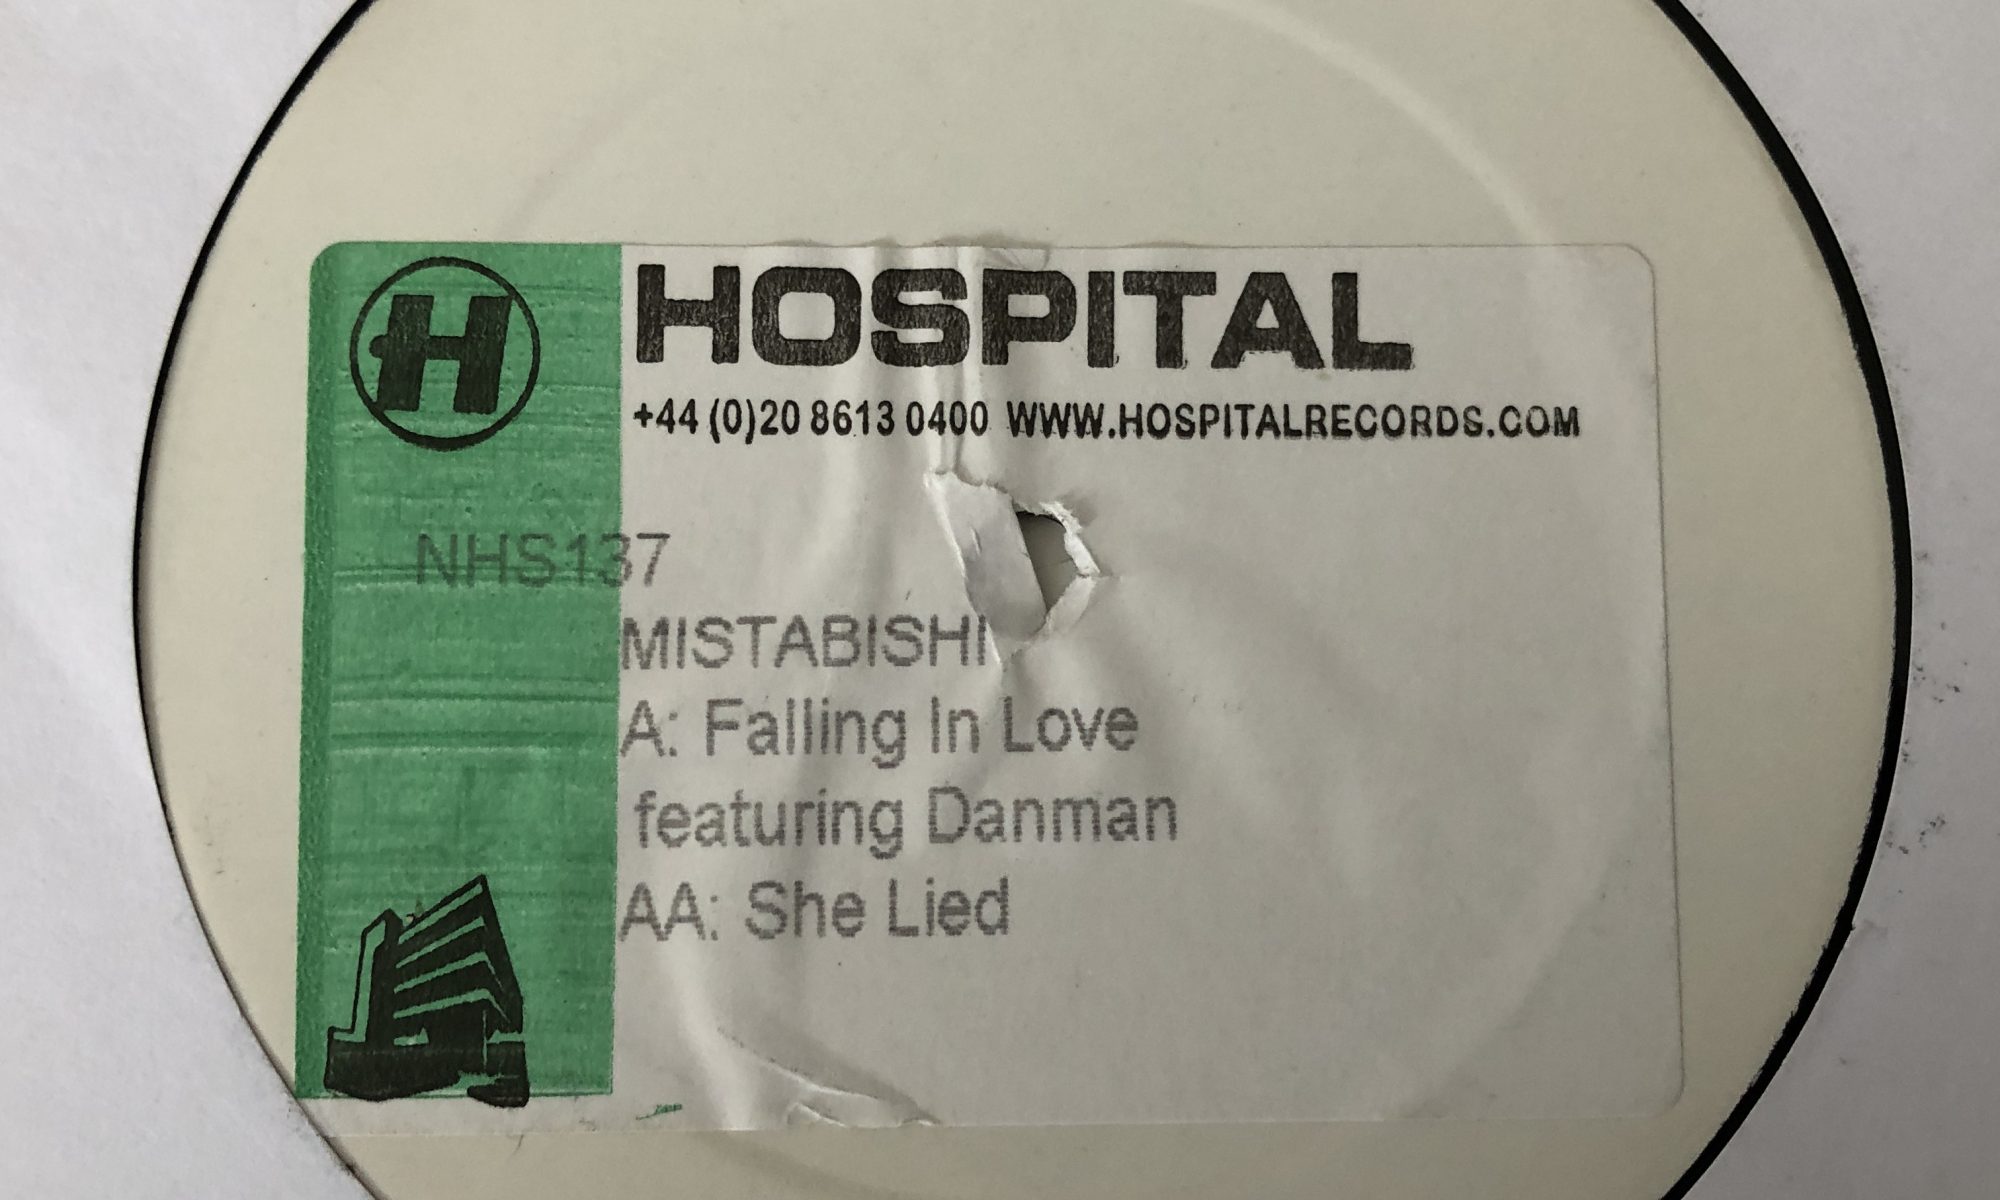 H HOSPITAL
+44 (0)20 8613 0400 WWW.HOSPITALRECORDS.COM
NHS137
MISTABISHI
A: Falling In Love
featuring Danman
AA: She Lied